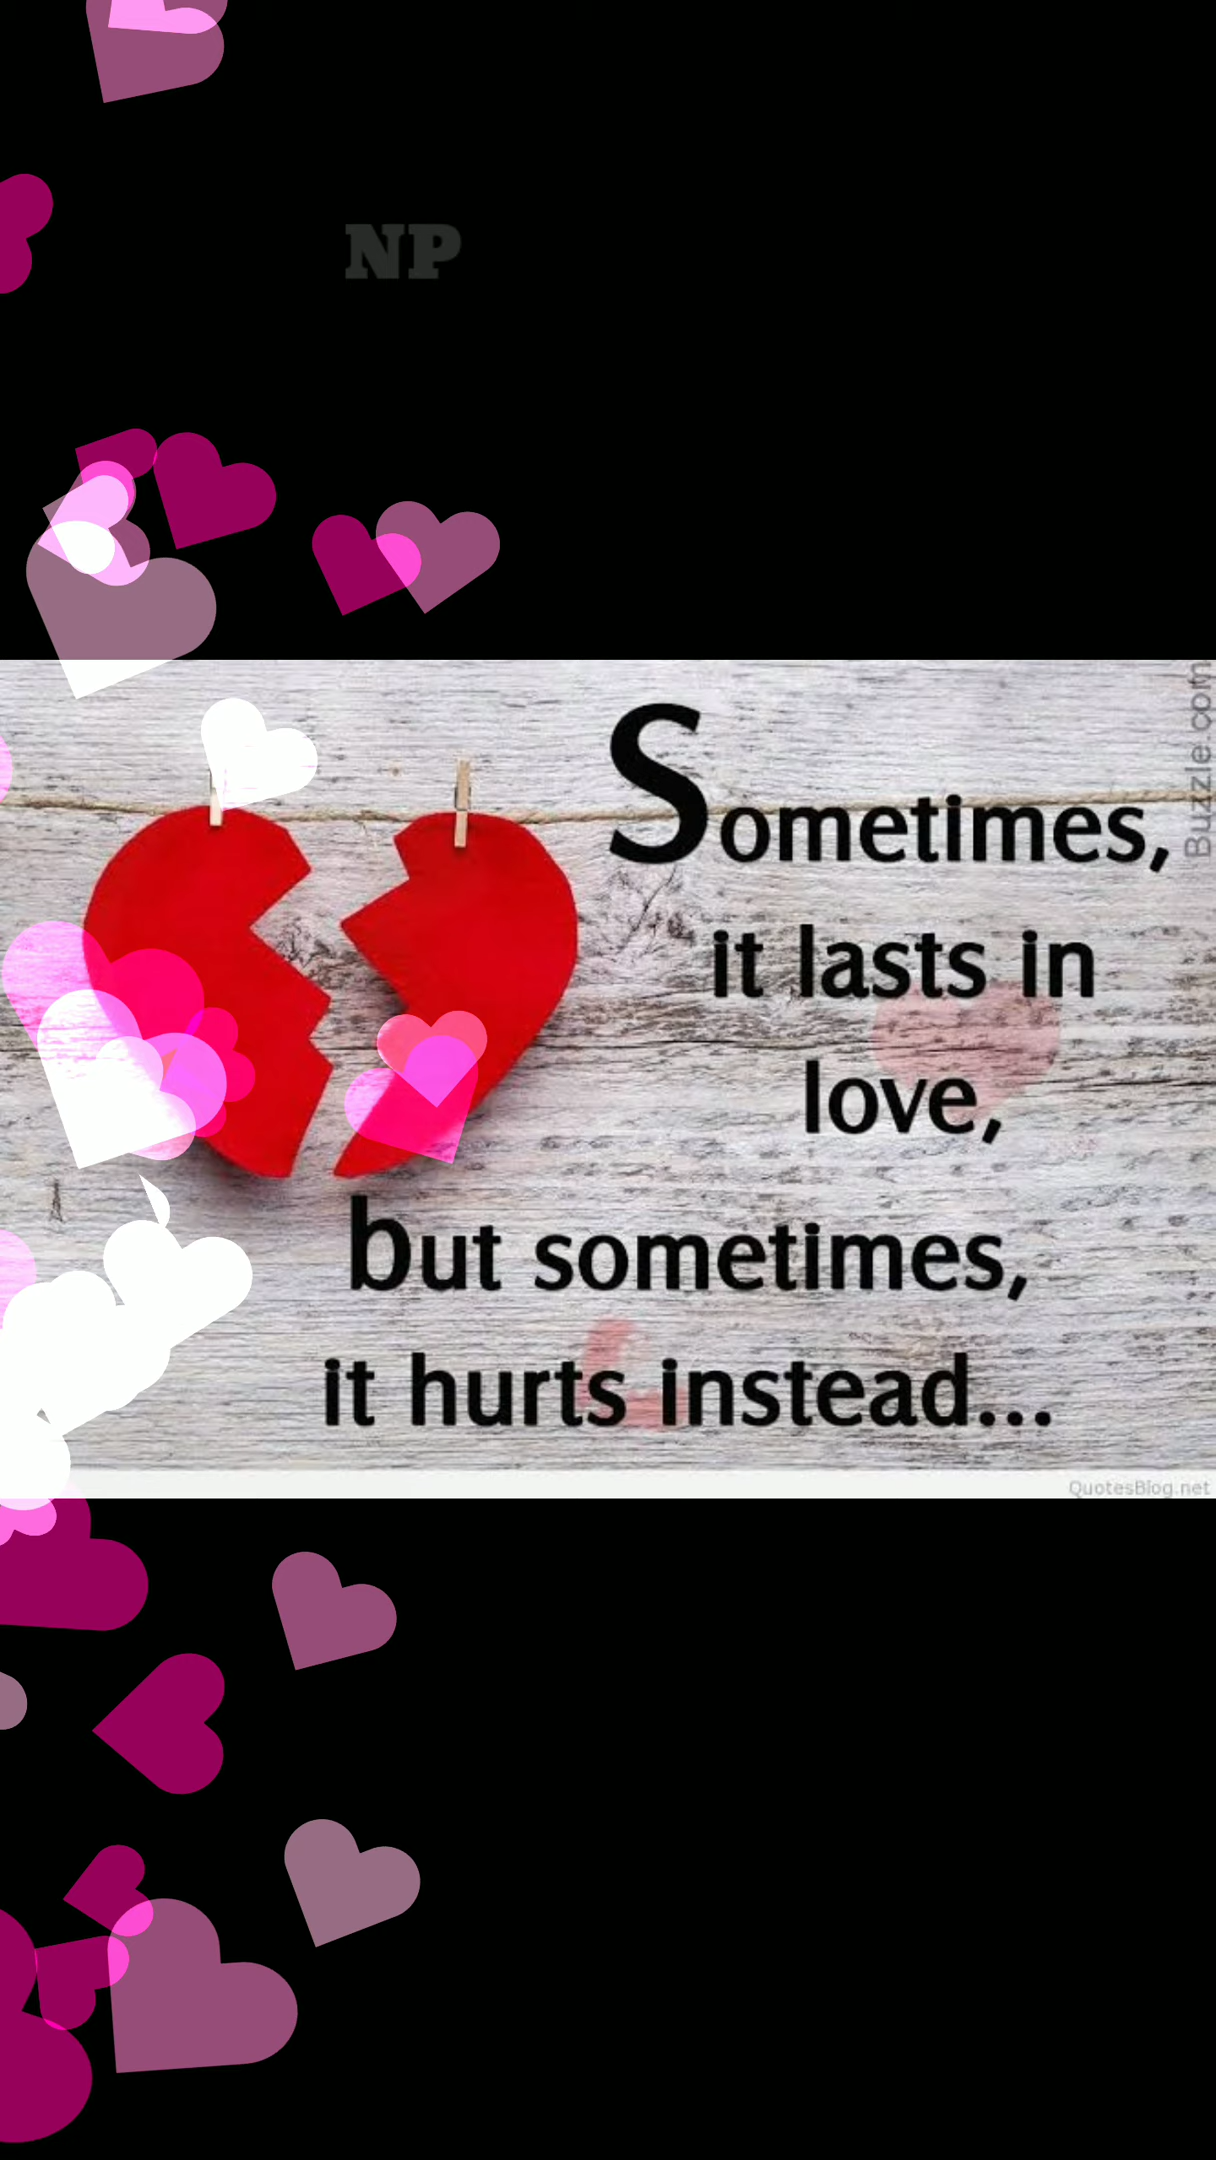 NP
Buzzle.com
Sometimes,
it lasts in
love,
but sometimes,
it hurts instead...
QuotesBlog.net